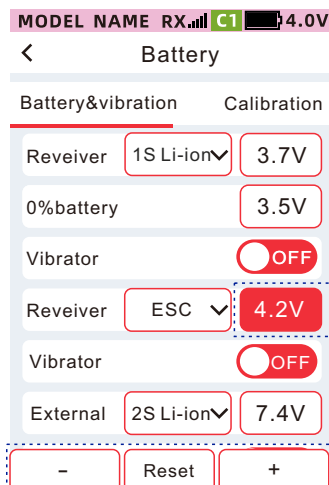 MODEL NAME RX C1 4.0V
Battery
Battery&vibration Calibration
Reveiver 1S Li-ion 3.7V
0%battery 3.5V
Vibrator OFF
Reveiver ESC 4.2V
Vibrator OFF
External 2S Li-ion 7.4V
- Reset +